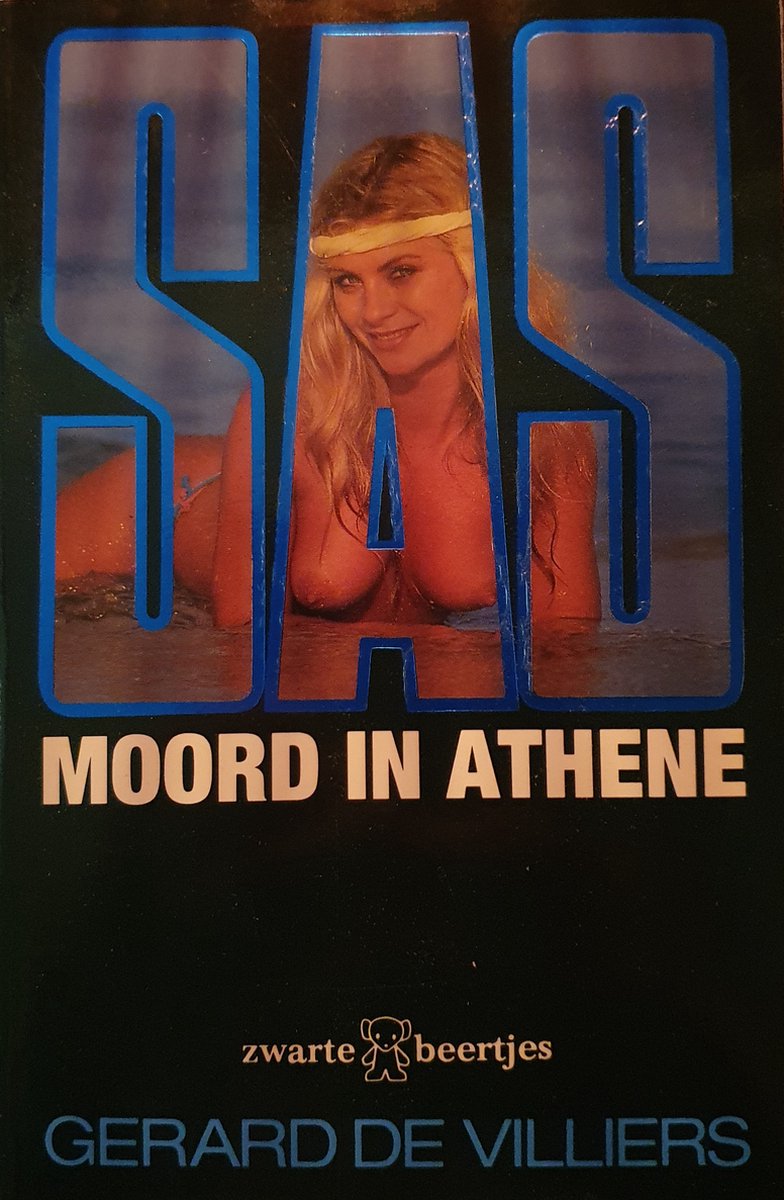 SAS
MOORD IN ATHENE
zwarte beertjes
GERARD DE VILLIERS